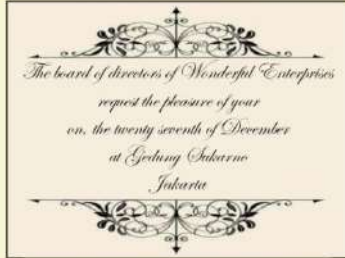 The board of directors of Wonderful Enterprises
request the pleasure of your
on, the twenty seventh of December
at Gedung Sukarno
Jakarta